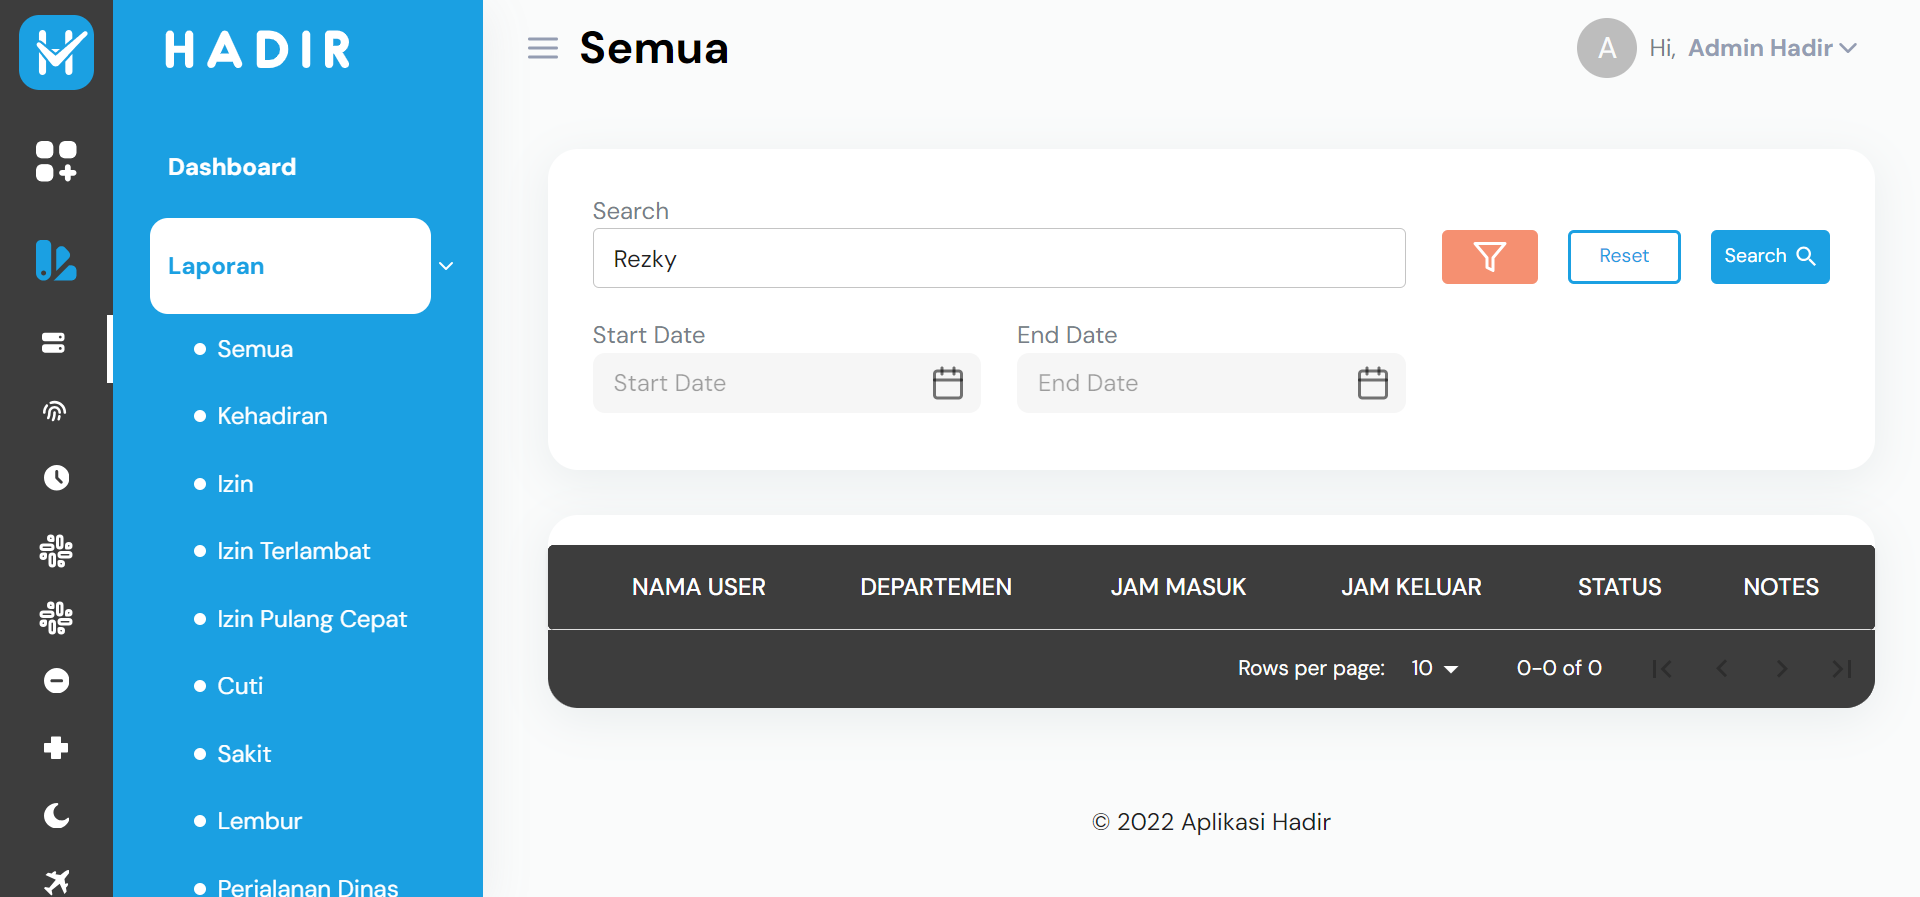 HADIR
Dashboard
Laporan
Semua
Kehadiran
Izin
Izin Terlambat
Izin Pulang Cepat
Cuti
Sakit
Lembur
Perjalanan Dinas
Semua
A Hi, Admin Hadir
Search
Rezky
Reset
Search
Start Date End Date
Start Date End Date
NAMA USER DEPARTEMEN JAM MASUK JAM KELUAR STATUS NOTES
Rows per page: 10 0-0 of 0
© 2022 Aplikasi Hadir